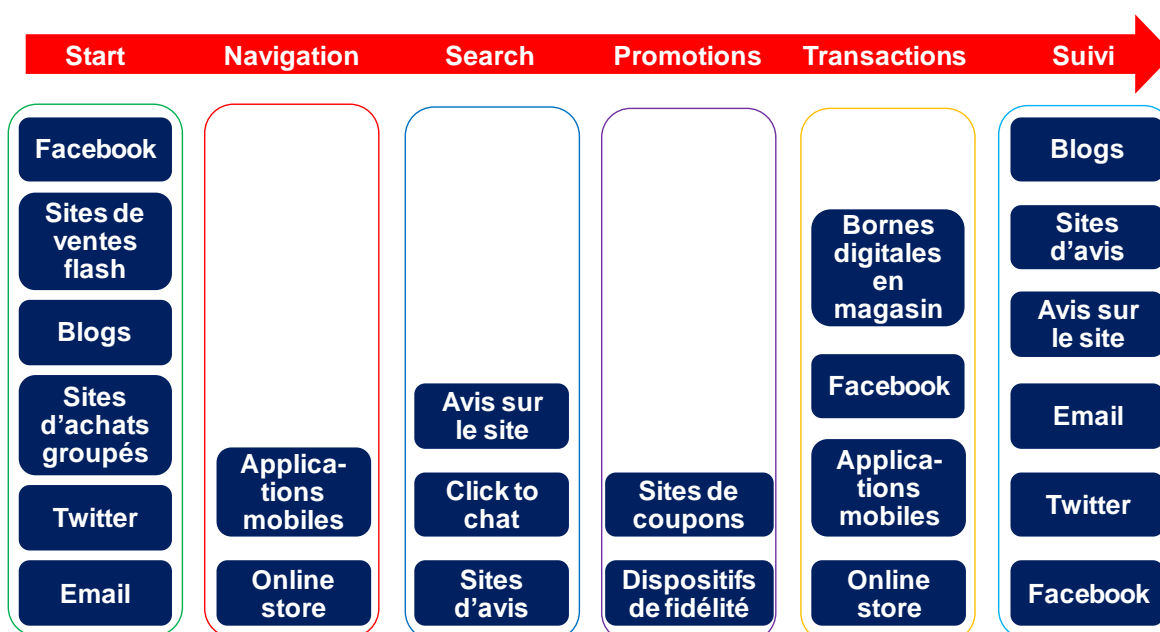 Start Navigation Search Promotions Transactions Suivi
Facebook
Sites de
ventes
flash
Blogs
Sites
d’achats
groupés
Twitter
Email
Applica-
tions
mobiles
Online
store
Avis sur
le site
Click to
chat
Sites
d’avis
Sites de
coupons
Dispositifs
de fidélité
Bornes
digitales
en
magasin
Facebook
Applica-
tions
mobiles
Online
store
Blogs
Sites
d’avis
Avis sur
le site
Email
Twitter
Facebook